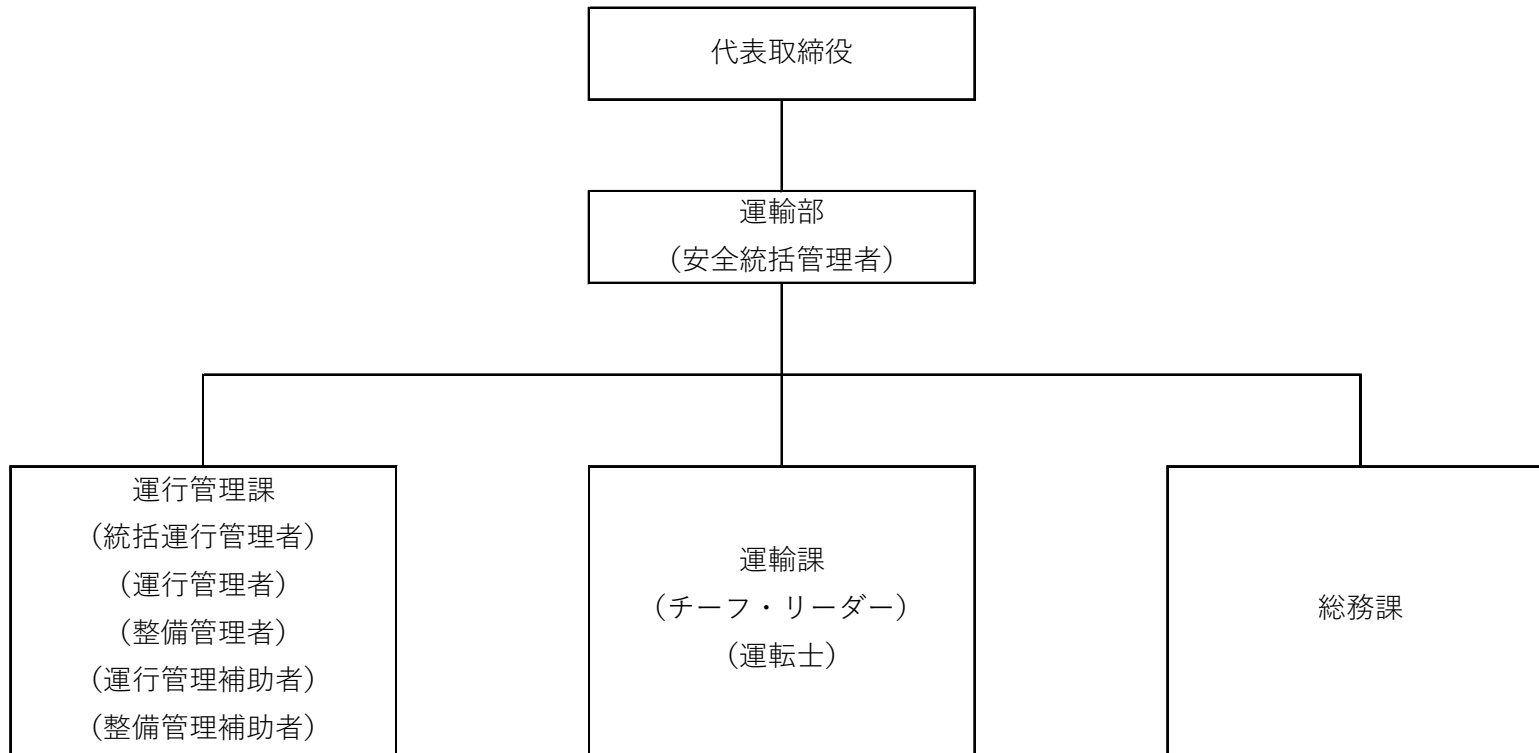 代表取締役
運輸部
（安全統括管理者）
運行管理課
（統括運行管理者）
（運行管理者）
（整備管理者）
（運行管理補助者）
（整備管理補助者）
運輸課
（チーフ・リーダー）
（運転士）
総務課